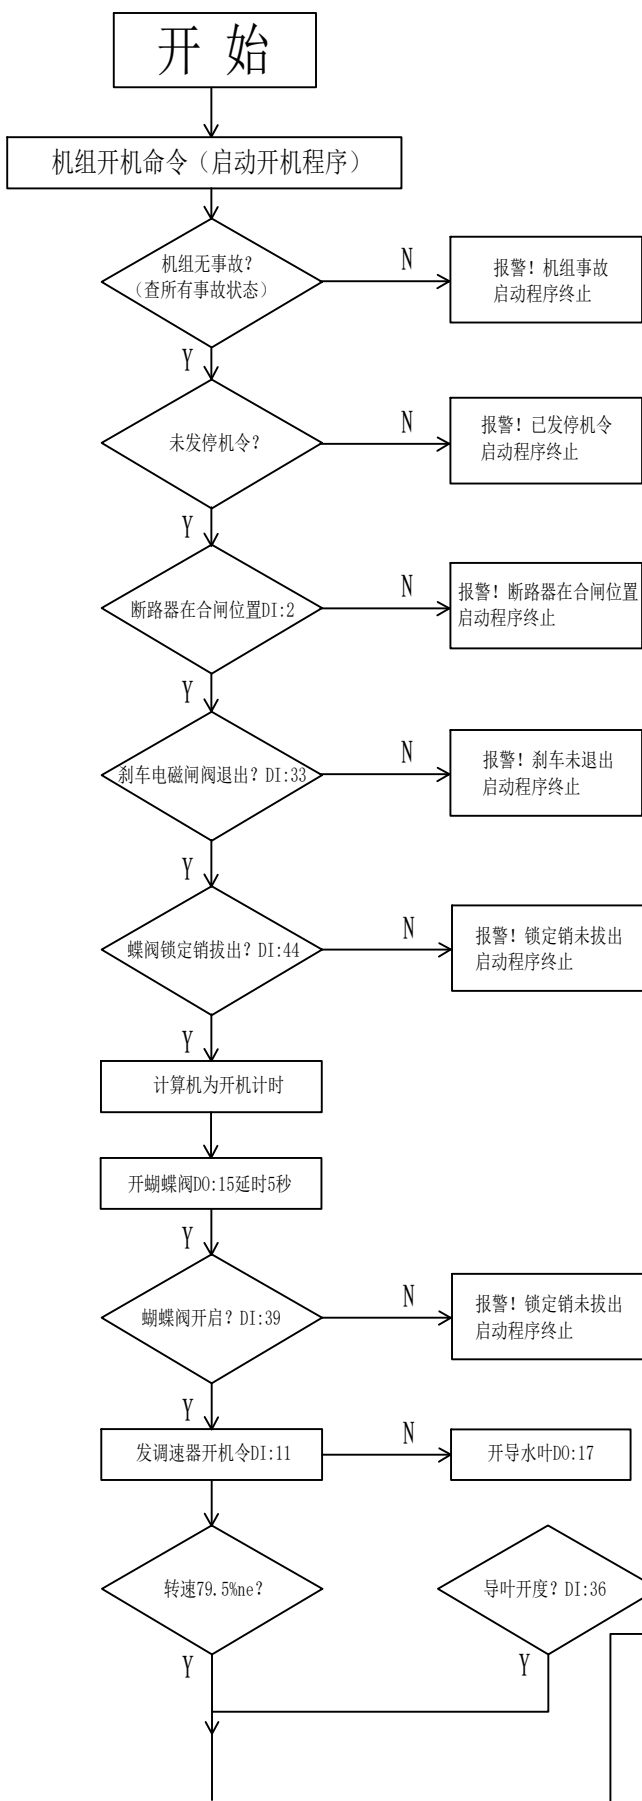 开 始
机组开机命令（启动开机程序）
机组无事故？
（查所有事故状态）
N
报警！机组事故
启动程序终止
Y
未发停机令？
N
报警！已发停机令
启动程序终止
Y
断路器在合闸位置DI:2
N
报警！断路器在合闸位置
启动程序终止
Y
刹车电磁闸阀退出？DI:33
N
报警！刹车未退出
启动程序终止
Y
蝶阀锁定销拔出？DI:44
N
报警！锁定销未拔出
启动程序终止
Y
计算机为开机计时
开蝴蝶阀DO:15延时5秒
Y
蝴蝶阀开启？DI:39
N
报警！锁定销未拔出
启动程序终止
Y
发调速器开机令DI:11
N
开导水叶DO:17
转速79.5%ne？
导叶开度？DI:36
Y
Y